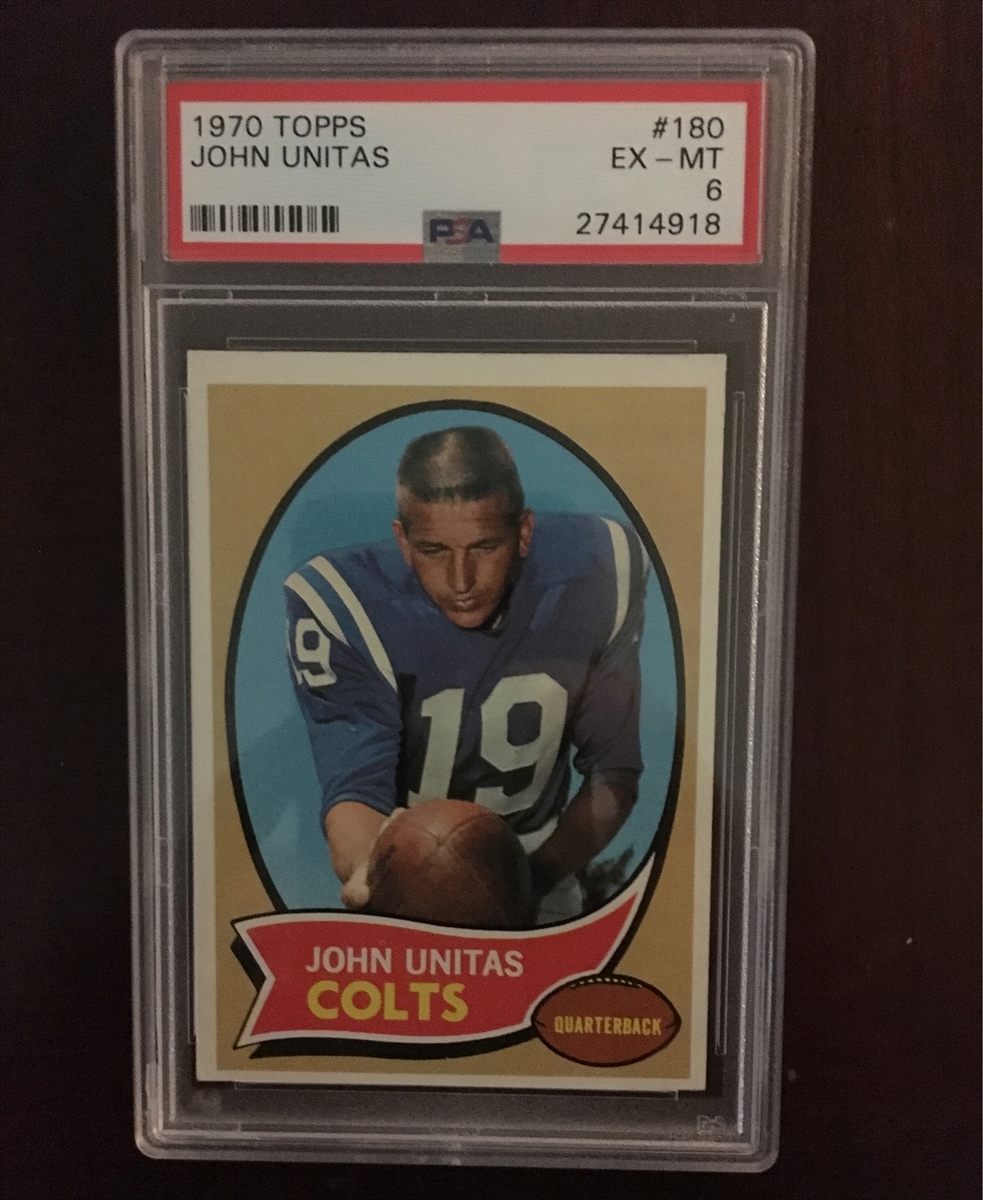 1970 TOPPS #180
JOHN UNITAS EX - MT
6
27414918
PSA
19
19
JOHN UNITAS
COLTS
QUARTERBACK